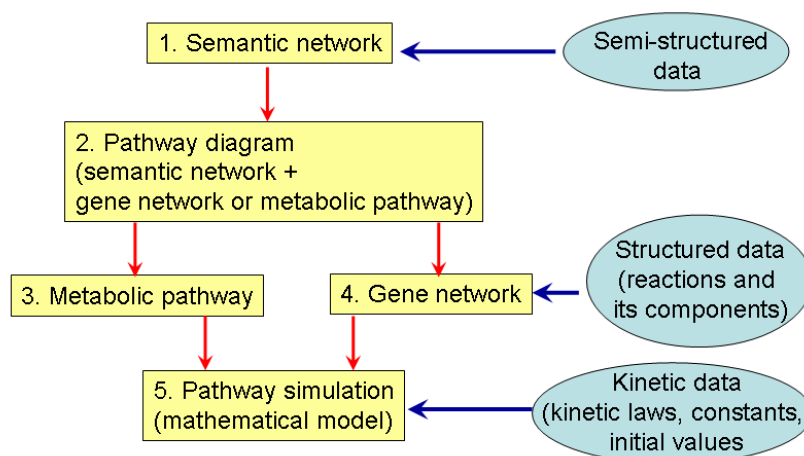 1. Semantic network
Semi-structured
data
2. Pathway diagram
(semantic network +
gene network or metabolic pathway)
3. Metabolic pathway
4. Gene network
Structured data
(reactions and
its components)
5. Pathway simulation
(mathematical model)
Kinetic data
(kinetic laws, constants,
initial values